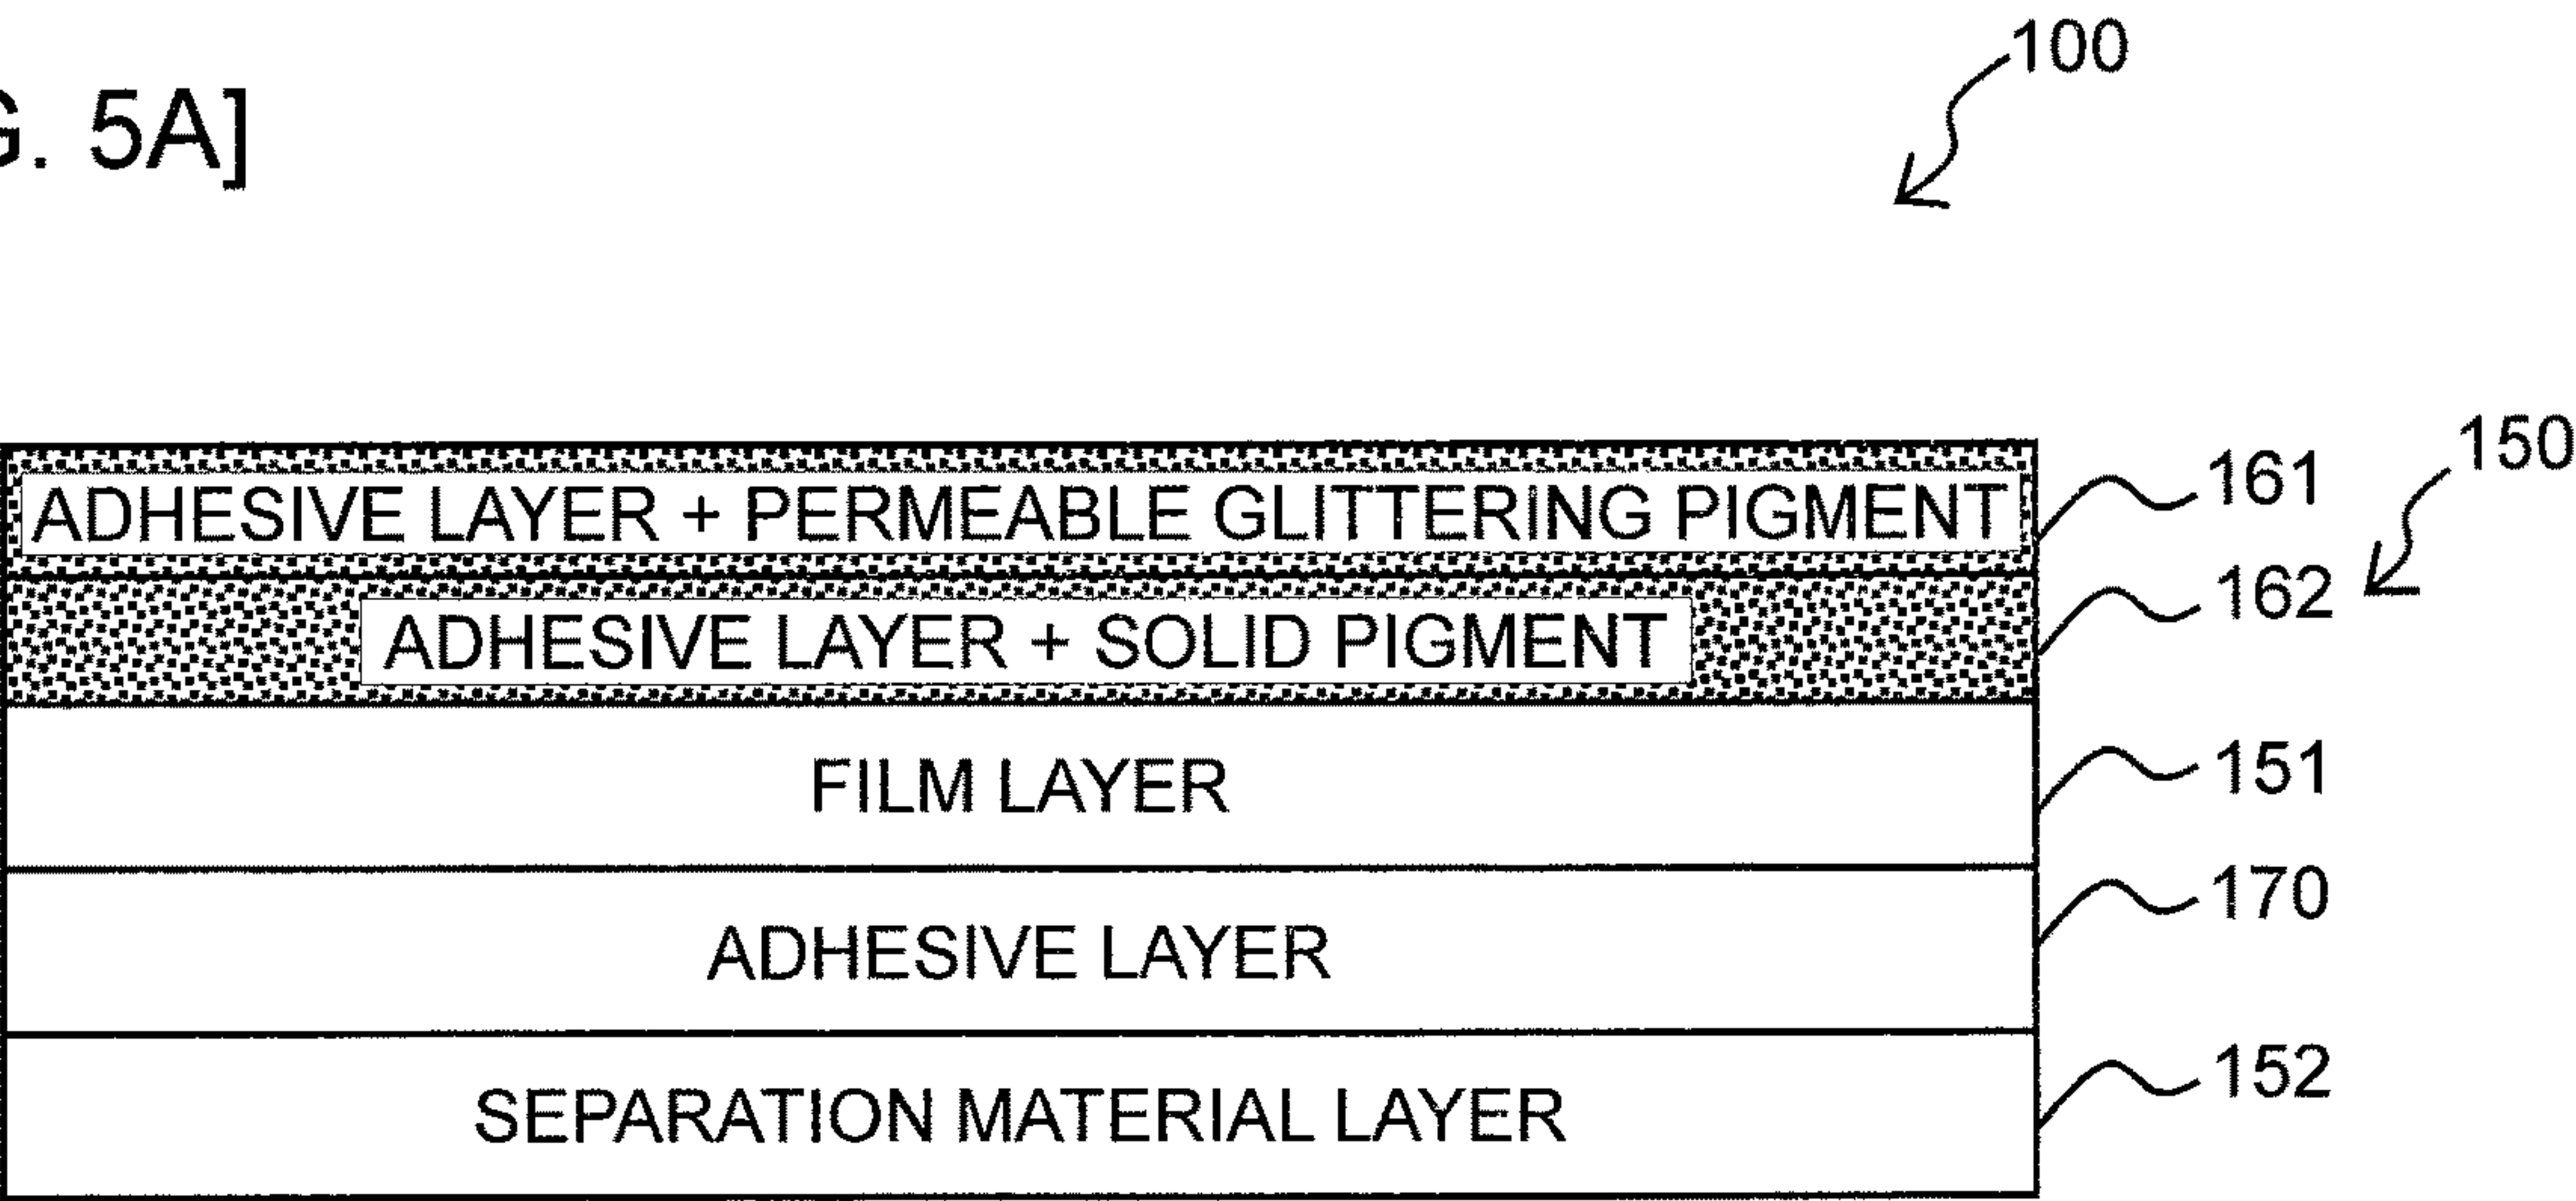 G. 5A]
100
150
ADHESIVE LAYER + PERMEABLE GLITTERING PIGMENT 161
ADHESIVE LAYER + SOLID PIGMENT 162
FILM LAYER 151
ADHESIVE LAYER 170
SEPARATION MATERIAL LAYER 152